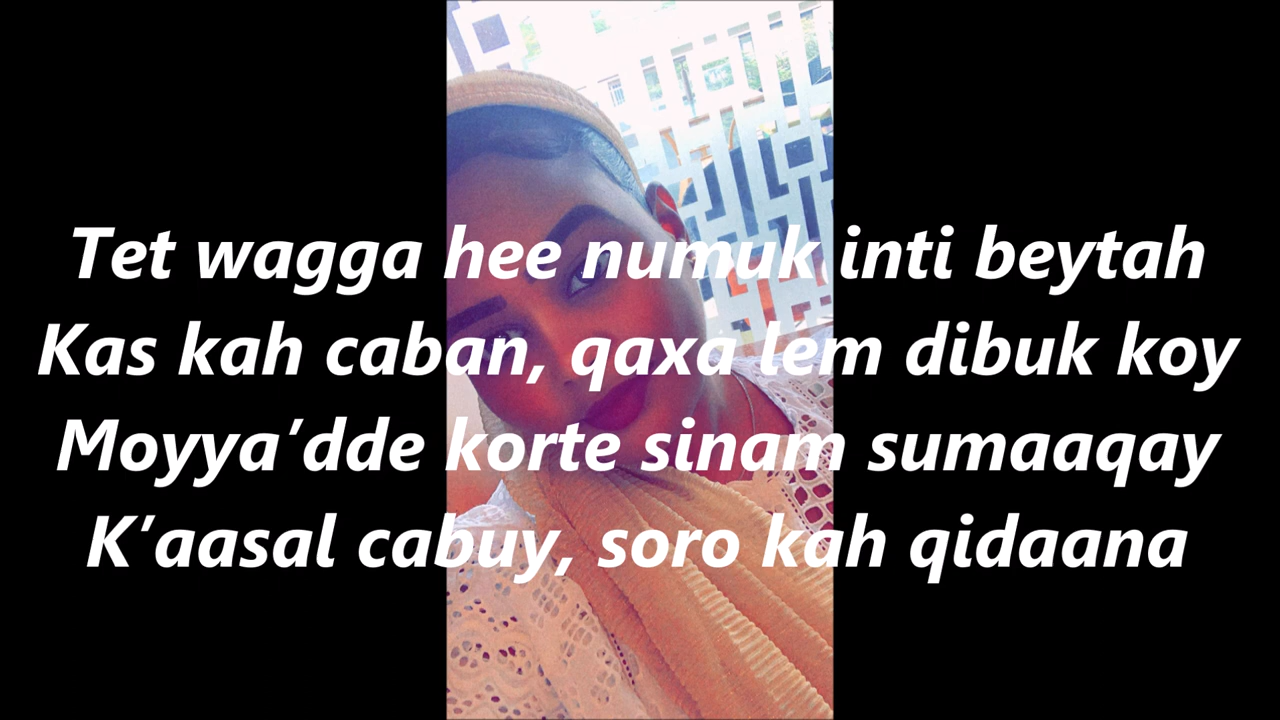 Tet wagga hee numuk inti beytah
Kas kah caban, qaxa lem dibuk koy
Moyya’dde korte sinam sumaaqay
K’aasal cabuy, soro kah qidaana